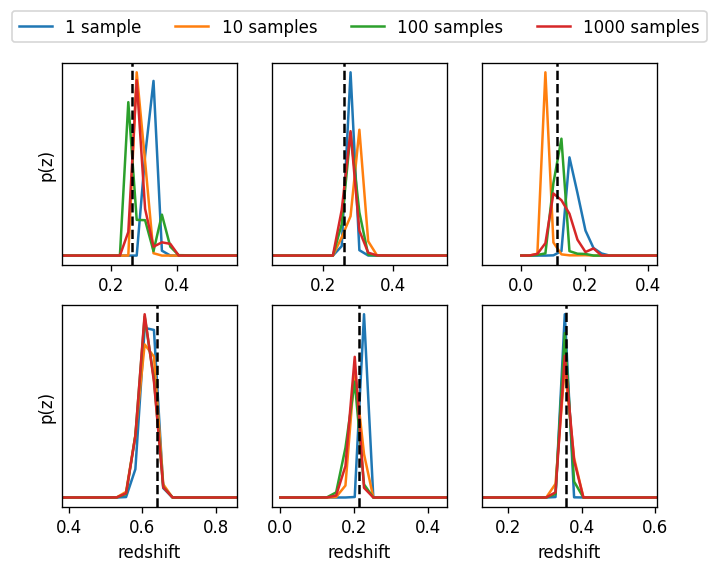 1 sample 10 samples 100 samples 1000 samples
p(z)
0.2 0.4 0.2 0.4 0.0 0.2 0.4
p(z)
0.4 0.6 0.8 0.0 0.2 0.4 0.2 0.4 0.6
redshift redshift redshift